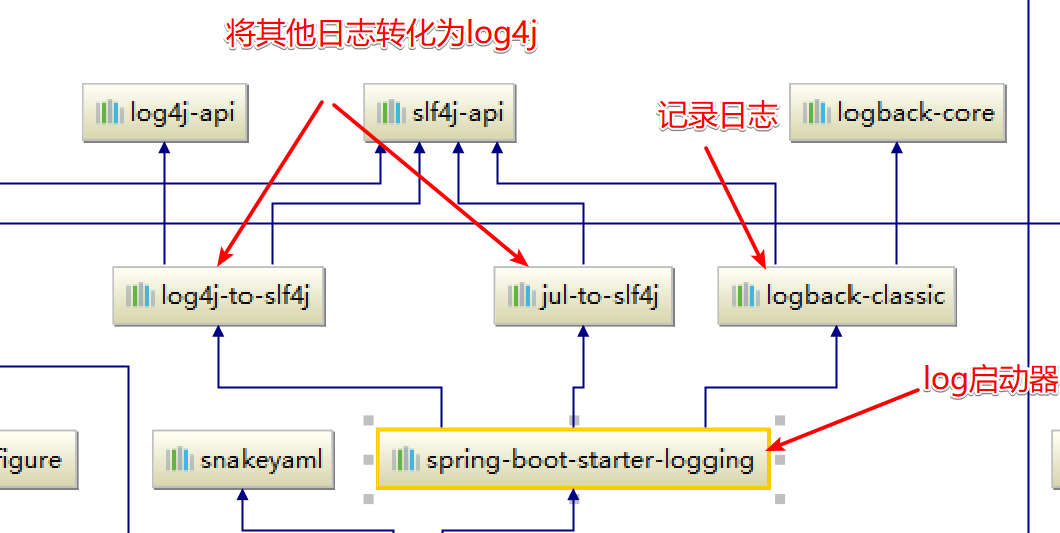 将其他日志转化为log4j
log4j-api
slf4j-api
记录日志
logback-core
log4j-to-slf4j
jul-to-slf4j
logback-classic
log启动器
figure
snakeyaml
spring-boot-starter-logging